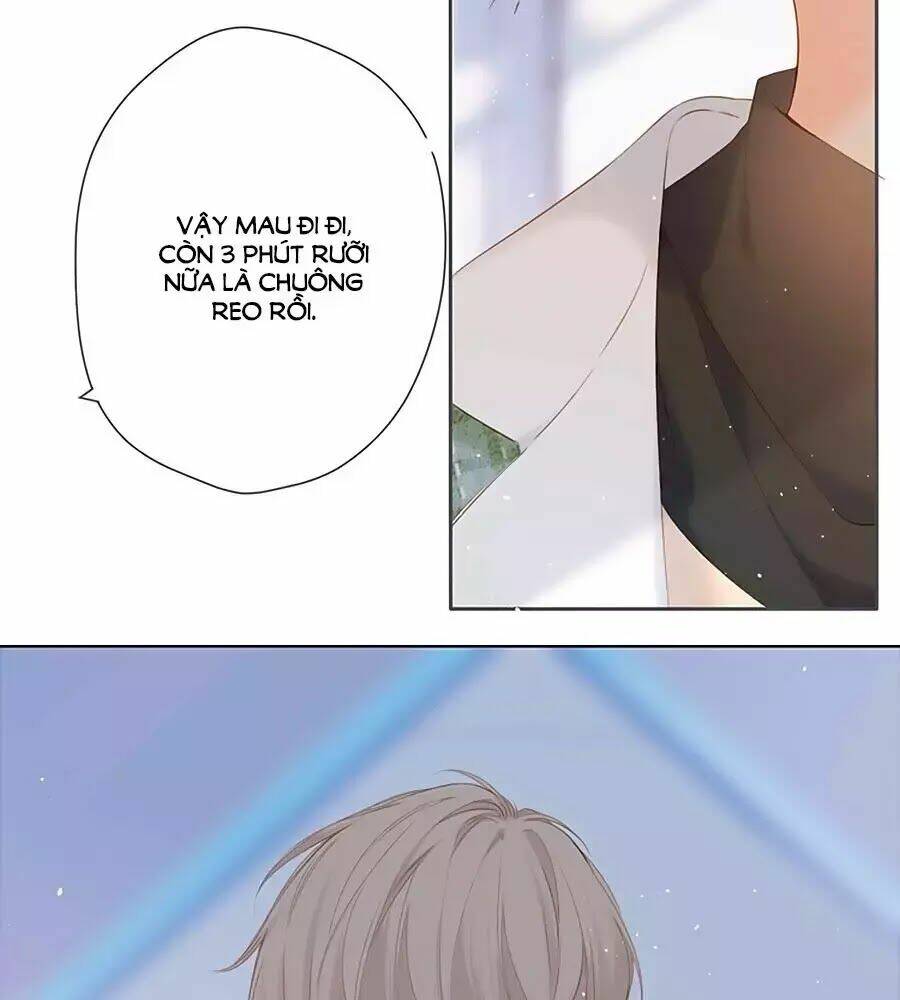 VẬY MAU ĐI ĐI,
CÒN 3 PHÚT RƯỠI
NỮA LÀ CHUÔNG
REO RỒI.